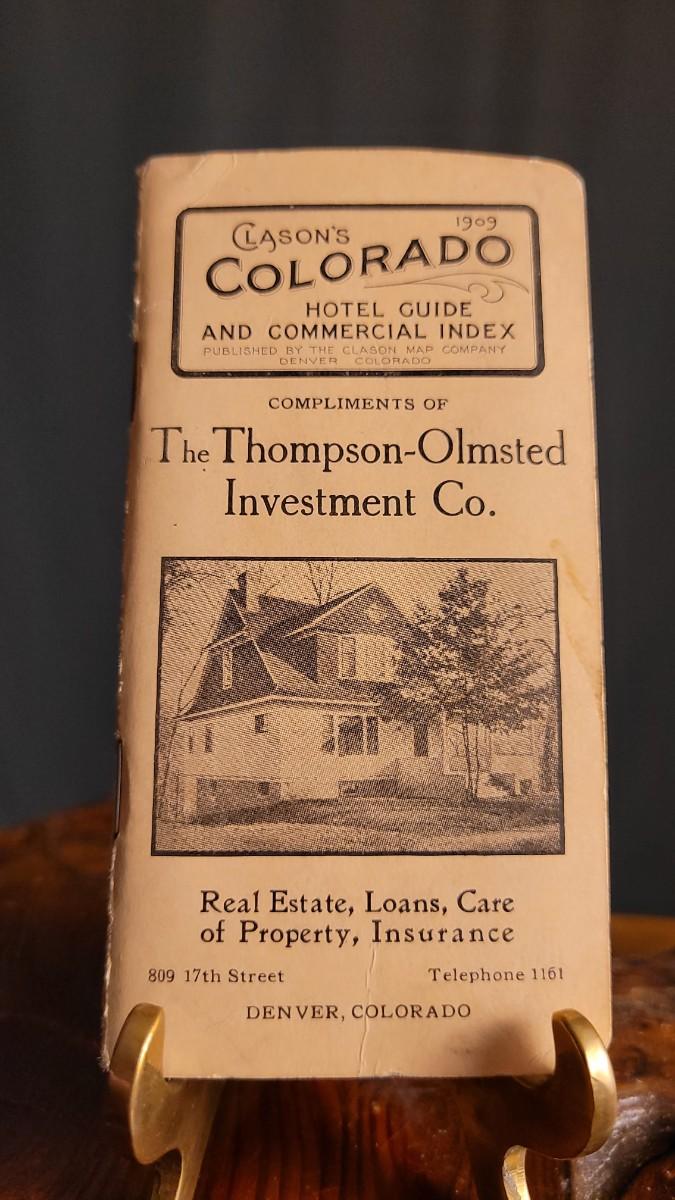 CLASON'S 1909
COLORADO
HOTEL GUIDE
AND COMMERCIAL INDEX
PUBLISHED BY THE CLASON MAP COMPANY
DENVER COLORADO
COMPLIMENTS OF
The Thompson-Olmsted
Investment Co.
Real Estate, Loans, Care
of Property, Insurance
809 17th Street Telephone 1161
DENVER, COLORADO